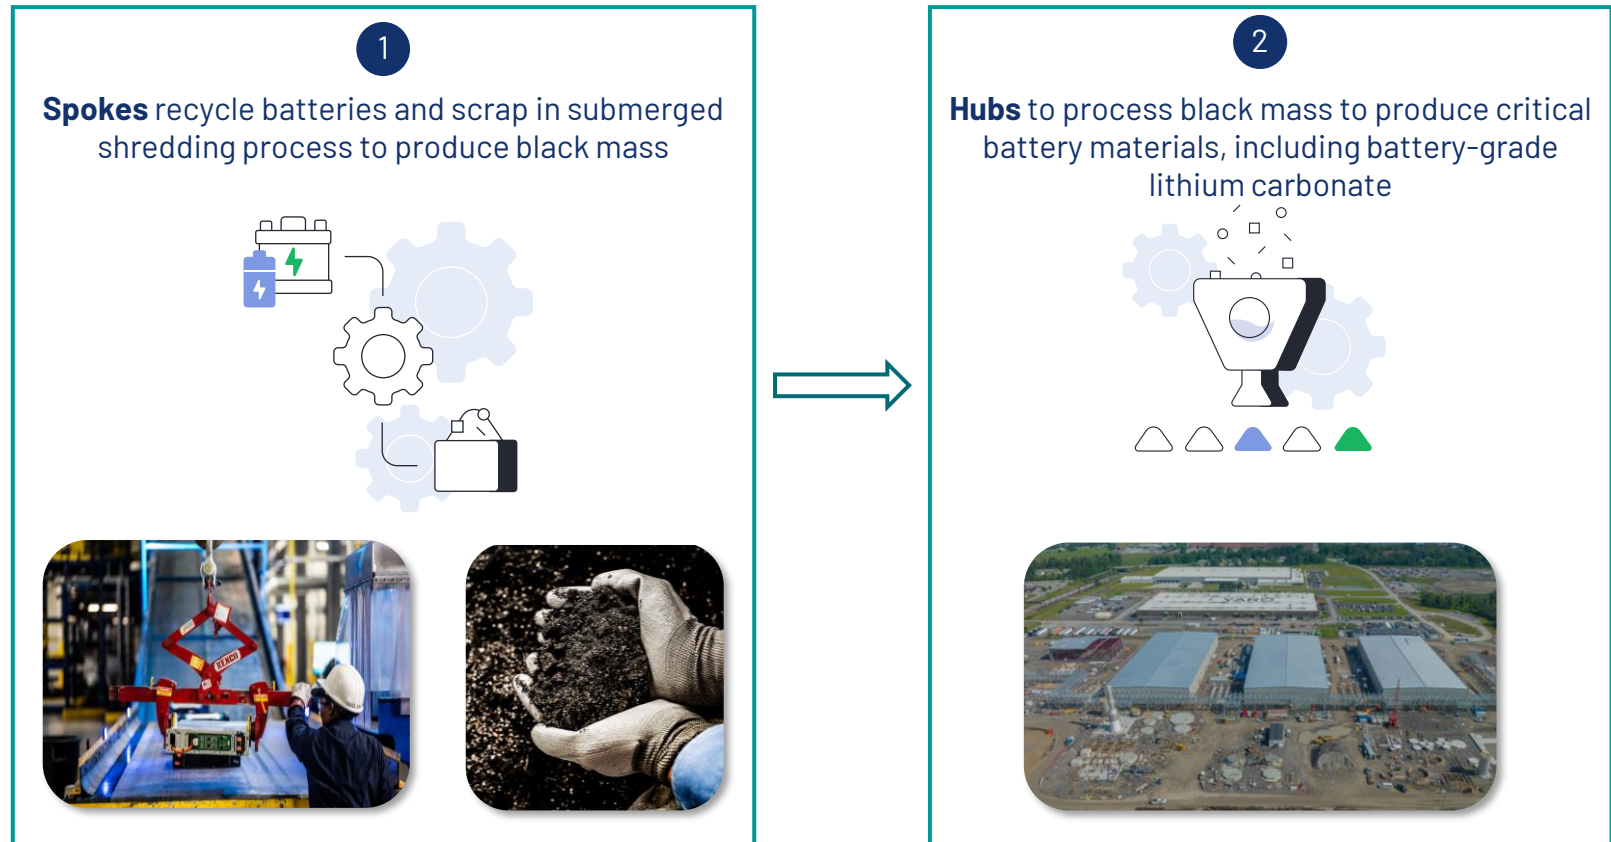 1
Spokes recycle batteries and scrap in submerged
shredding process to produce black mass
2
Hubs to process black mass to produce critical
battery materials, including battery-grade
lithium carbonate